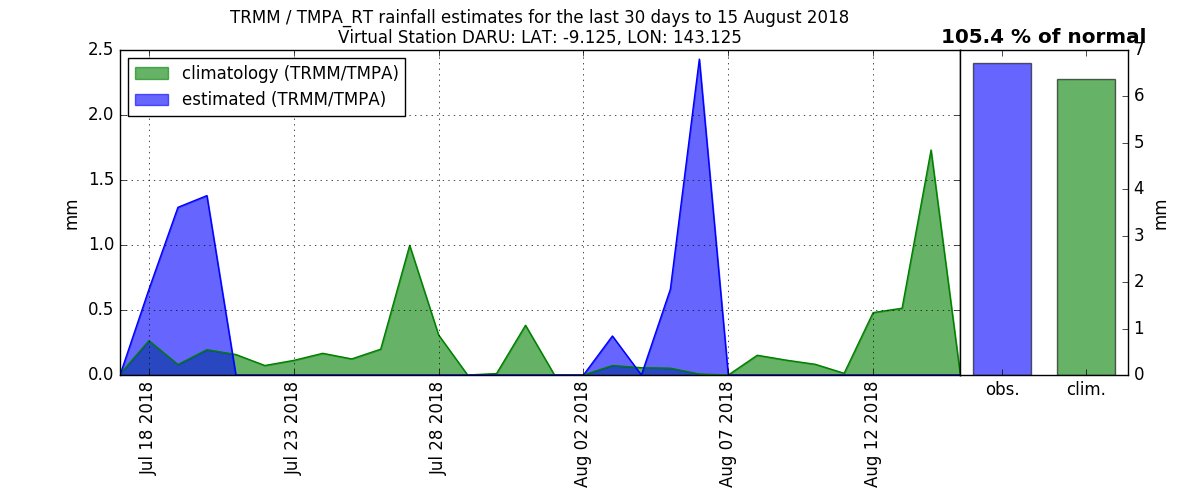 TRMM / TMPA_RT rainfall estimates for the last 30 days to 15 August 2018
Virtual Station DARU: LAT: -9.125, LON: 143.125
105.4 % of normal
climatology (TRMM/TMPA)
estimated (TRMM/TMPA)
2.5
2.0
1.5
1.0
0.5
0.0
mm
Jul 18 2018
Jul 23 2018
Jul 28 2018
Aug 02 2018
Aug 07 2018
Aug 12 2018
7
6
5
4
3
2
1
0
mm
obs.
clim.